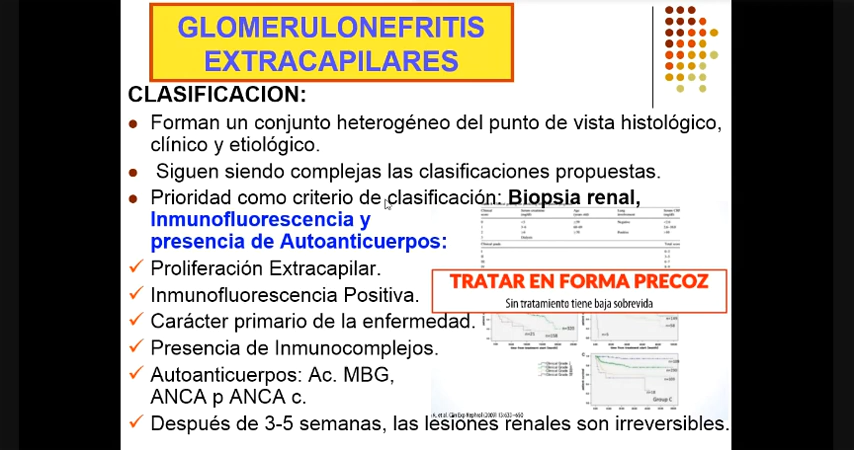 GLOMERULONEFRITIS
EXTRACAPILARES
CLASIFICACION:
Forman un conjunto heterogéneo del punto de vista histológico,
clínico y etiológico.
Siguen siendo complejas las clasificaciones propuestas.
Prioridad como criterio de clasificación: Biopsia renal,
Inmunofluorescencia y
presencia de Autoanticuerpos:
Proliferación Extracapilar.
Inmunofluorescencia Positiva.
Carácter primario de la enfermedad.
Presencia de Inmunocomplejos.
Autoanticuerpos: Ac. MBG,
ANCA p ANCA c.
Después de 3-5 semanas, las lesiones renales son irreversibles.
TRATAR EN FORMA PRECOZ
Sin tratamiento tiene baja sobrevida
Group C